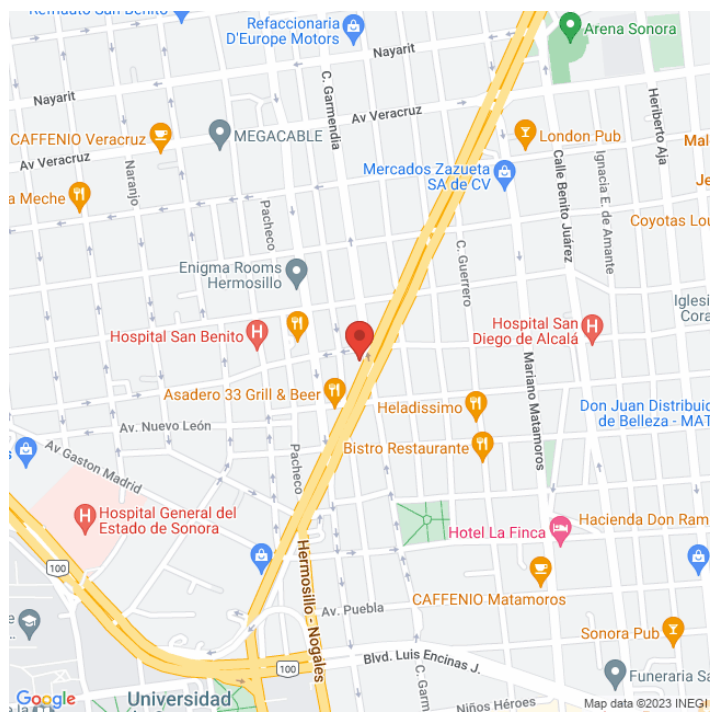 Refacciónaria
D'Europe Motors
Arena Sonora
Nayarit
Nayarit
C. Garmendia
Av Veracruz
CAFFENIO Veracruz
MEGACABLE
London Pub
Av Veracruz
Heriberto Aja
Mercados Zazueta
SA de CV
Calle Benito Juárez
Ignacia E. de Amante
Naranjo
a Meche
Pacheco
Coyotas Lou
C. Guerrero
Enigma Rooms
Hermosillo
Iglesi
Cora
Hospital San Benito
Hospital San
Diego de Alcalá
Mariano Matamoros
Asadero 33 Grill & Beer
Heladissimo
Don Juan Distribuid
de Belleza - MAT
Av. Nuevo León
Bistro Restaurante
Av Gaston Madrid
Pacheco
Hospital General del
Estado de Sonora
Hotel La Finca
Hacienda Don Ram
100
Hermosillo - Nogales
CAFFENIO Matamoros
Av. Puebla
Sonora Pub
Blvd. Luis Encinas J.
100
C. Garm
Funeraria Sa
Google
Universidad
Niños Héroes
Map data ©2023 INEGI